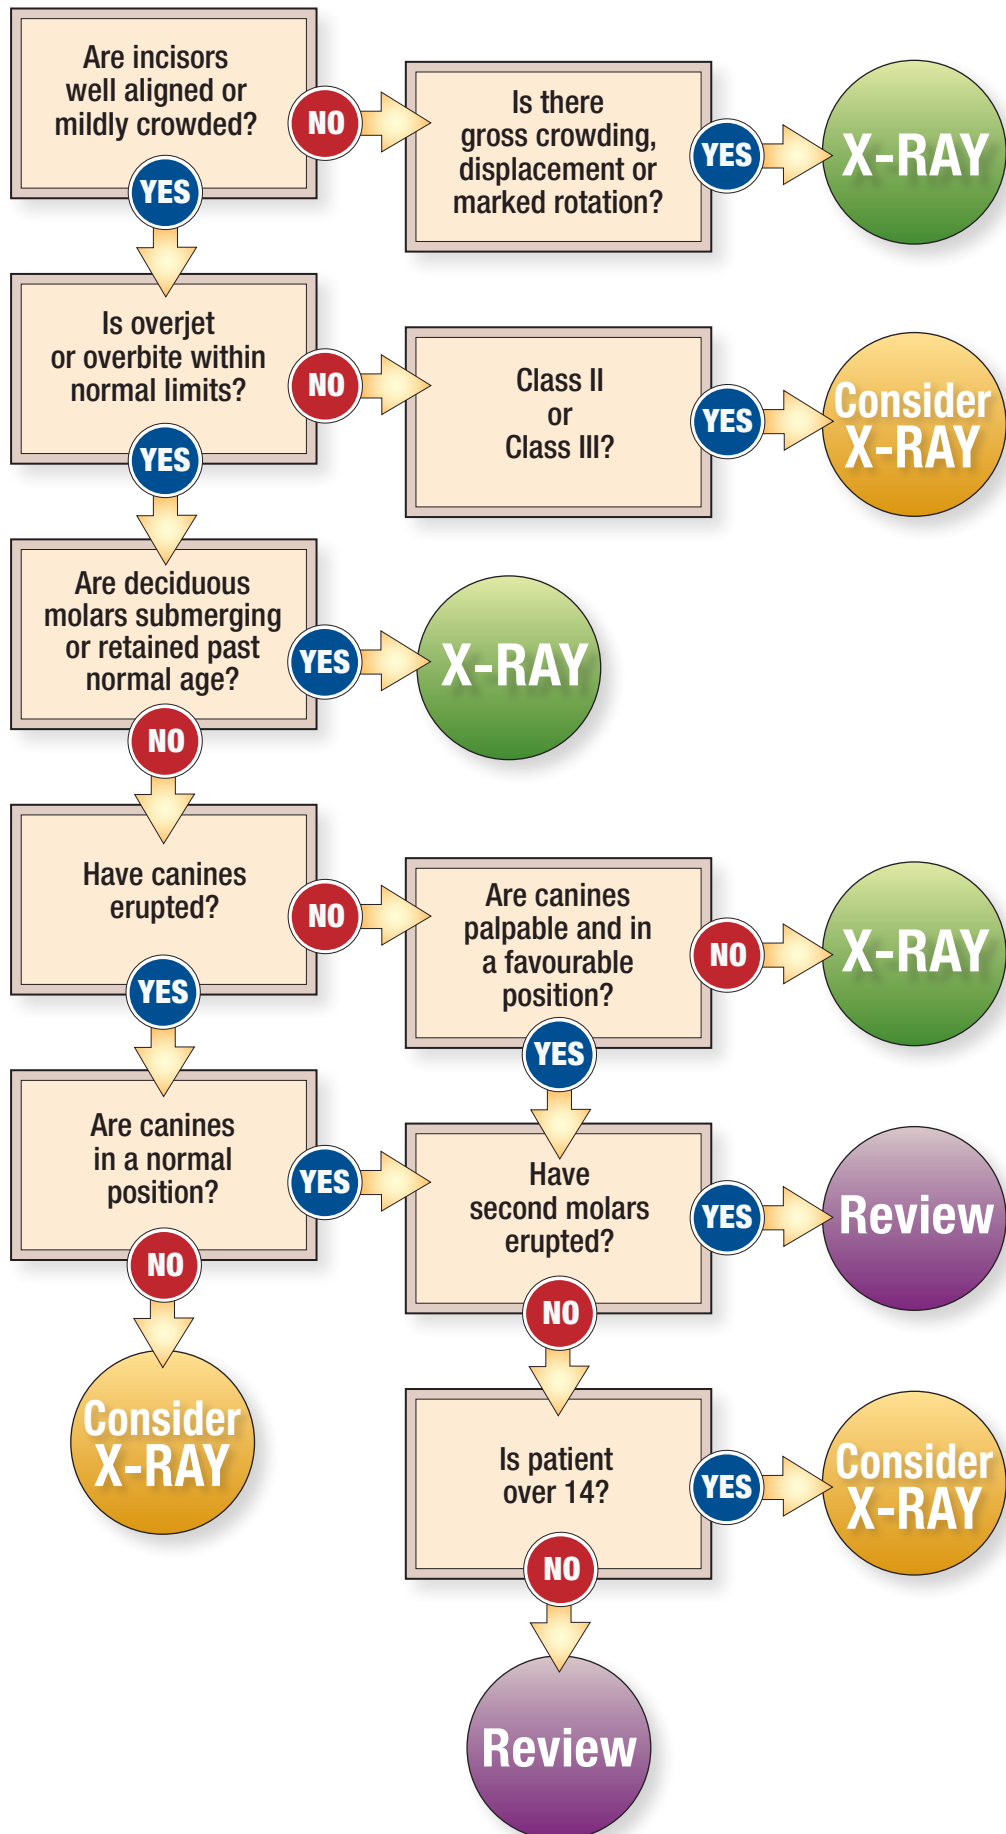 Are incisors
well aligned or
mildly crowded?
NO
YES
Is there
gross crowding,
displacement or
marked rotation?
YES
X-RAY
Is overjet
or overbite within
normal limits?
NO
YES
Class II
or
Class III?
YES
Consider
X-RAY
Are deciduous
molars submerging
or retained past
normal age?
YES
NO
X-RAY
Have canines
erupted?
NO
YES
Are canines
palpable and in
a favourable
position?
NO
YES
X-RAY
Are canines
in a normal
position?
YES
NO
Consider
X-RAY
Have
second molars
erupted?
YES
NO
Review
Is patient
over 14?
YES
NO
Consider
X-RAY
Review